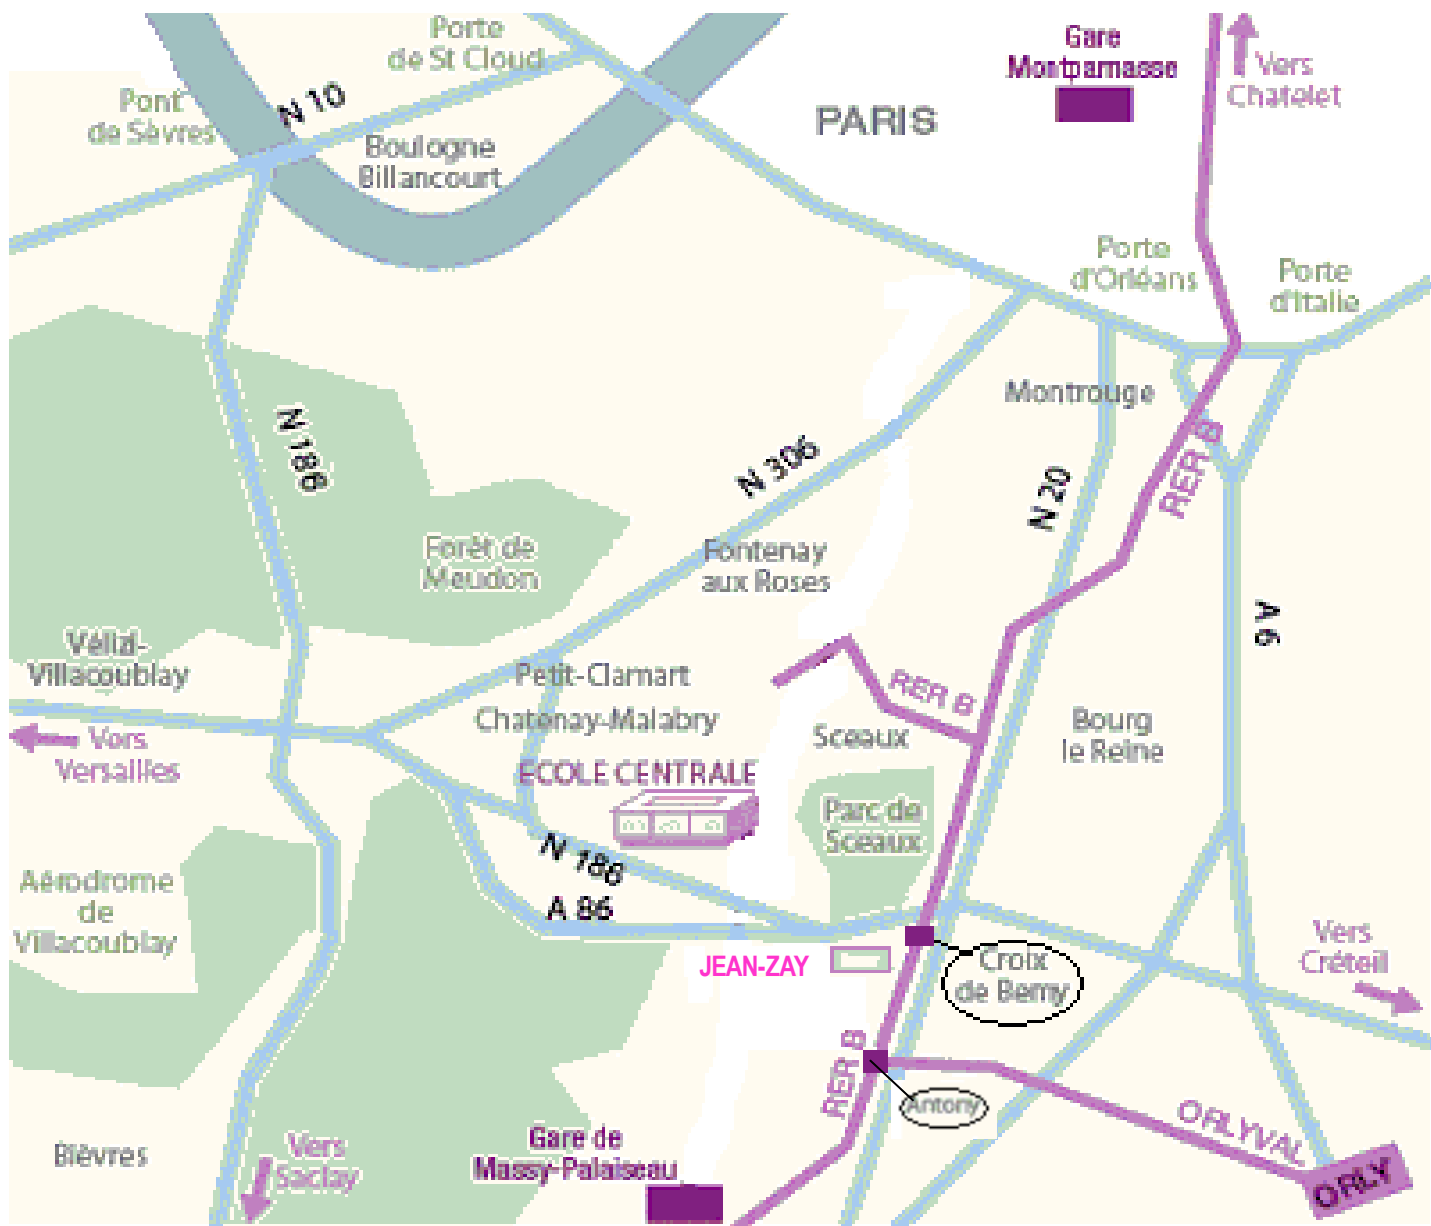 Porte
de St Cloud
Gare
Montparnasse
Vers
Chatelet
Pont
de Sèvres
N 10
PARIS
Boulogne
Billancourt
Porte
d'Orléans
Porte
d'Italie
Montrouge
N 186
N 306
N 20
RER B
Forêt de
Meudon
Fontenay
aux Roses
A 6
Vélizi-
Villacoublay
Petit-Clamart
RER B
Chatenay-Malabry
Sceaux
Bourg
le Reine
Vers
Versailles
ECOLE CENTRALE
Parc de
Sceaux
N 186
A 86
Aérodrome
de
Villacoublay
JEAN-ZAY
Croix
de Berny
Vers
Créteil
RER B
Antony
ORLYVAL
Bièvres
Vers
Saclay
Gare de
Massy-Palaiseau
ORLY